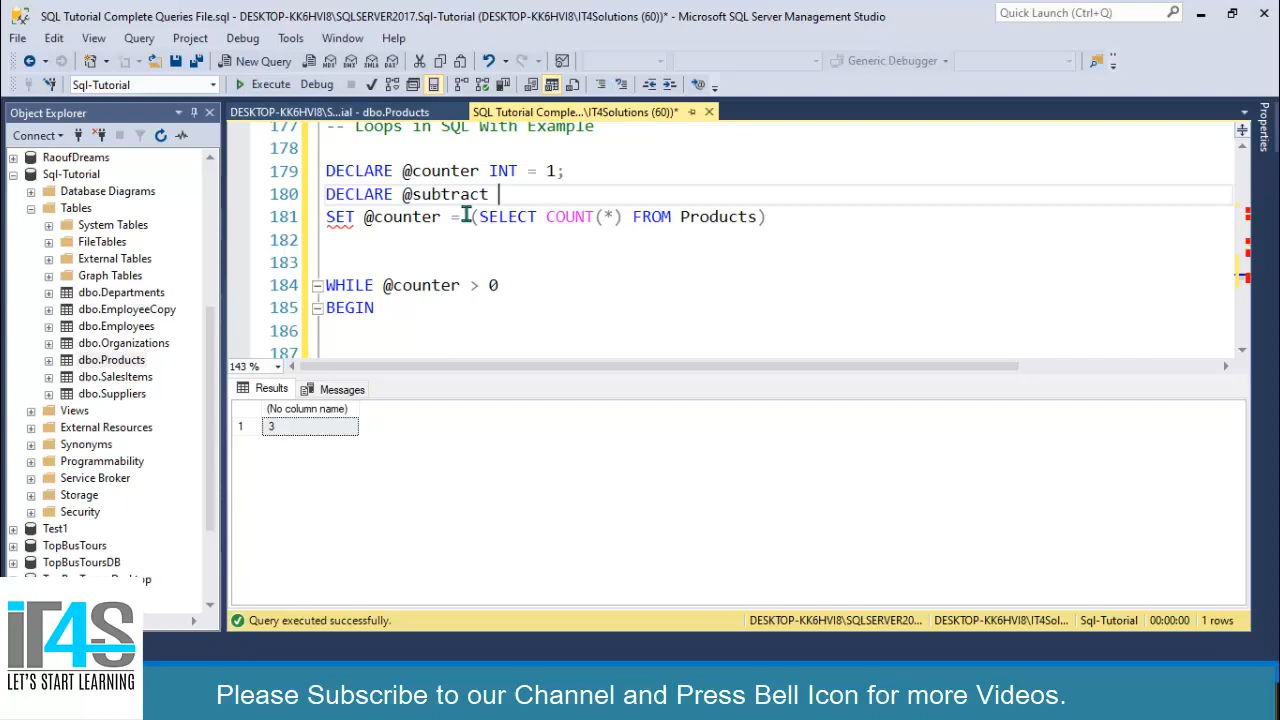 SQL Tutorial Complete Queries File.sql - DESKTOP-KK6HVI8\SQLSERVER2017.Sql-Tutorial (DESKTOP-KK6HVI8\IT4Solutions (60))* - Microsoft SQL Server Management Studio
Quick Launch (Ctrl+Q)
File Edit View Query Project Debug Tools Window Help
New Query
Generic Debugger
Sql-Tutorial
Execute Debug
Object Explorer
DESKTOP-KK6HVI8\S...ial - dbo.Products
SQL Tutorial Comple...\IT4Solutions (60))*
Properties
Connect
RaoufDreams
Sql-Tutorial
Database Diagrams
Tables
System Tables
FileTables
External Tables
Graph Tables
dbo.Departments
dbo.EmployeeCopy
dbo.Employees
dbo.Organizations
dbo.Products
dbo.SalesItems
dbo.Suppliers
Views
External Resources
Synonyms
Programmability
Service Broker
Storage
Security
Test1
TopBusTours
TopBusToursDB
177 -- Loops in SQL With Example
178
179 DECLARE @counter INT = 1;
180 DECLARE @subtract
181 SET @counter = (SELECT COUNT(*) FROM Products)
182
183
184 WHILE @counter > 0
185 BEGIN
186
187
143 %
Results Messages
(No column name)
1 3
Query executed successfully.
DESKTOP-KK6HVI8\SQLSERVER20... DESKTOP-KK6HVI8\IT4Sol... Sql-Tutorial 00:00:00 1 rows
iT4S
LET'S START LEARNING
Please Subscribe to our Channel and Press Bell Icon for more Videos.